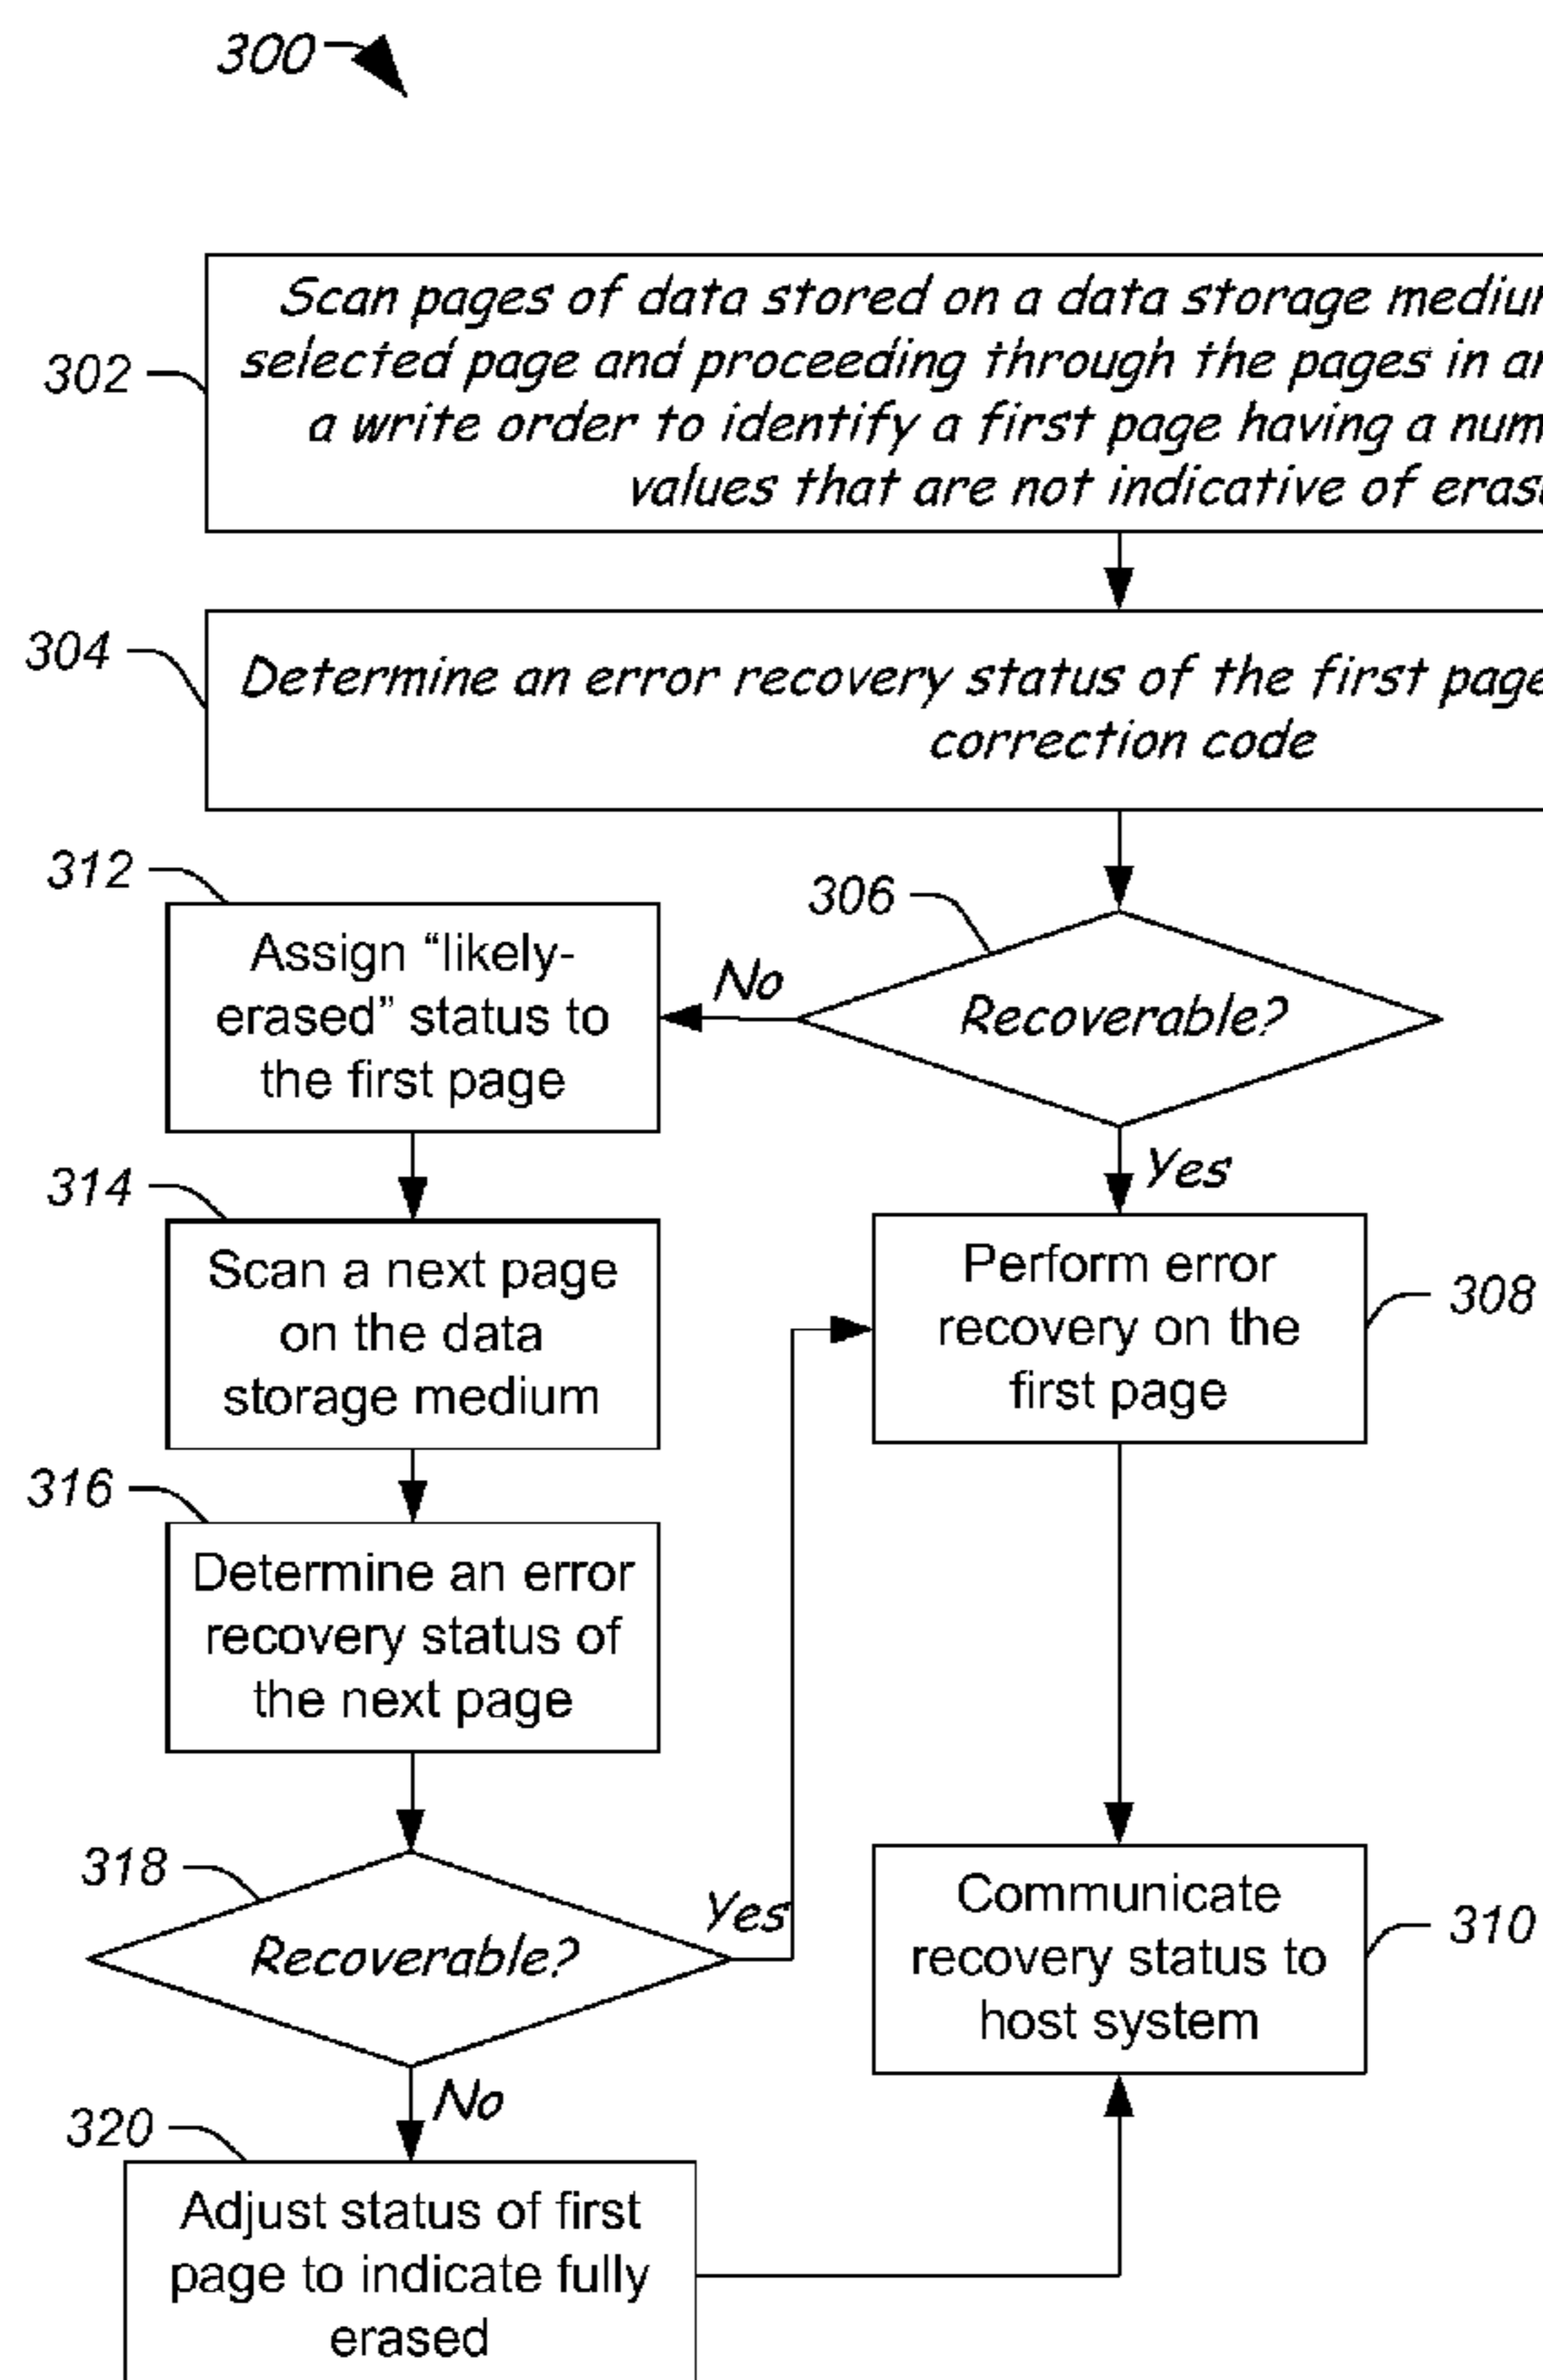 300
302
Scan pages of data stored on a data storage
selected page and proceeding through the pages in
a write order to identify a first page having a
values that are not indicative of
304
Determine an error recovery status of the first page
correction code
306
Recoverable?
No
Yes
312
Assign “likely-
erased” status to
the first page
314
Scan a next page
on the data
storage medium
308
Perform error
recovery on the
first page
316
Determine an error
recovery status of
the next page
318
Recoverable?
Yes
No
310
Communicate
recovery status to
host system
320
Adjust status of first
page to indicate fully
erased